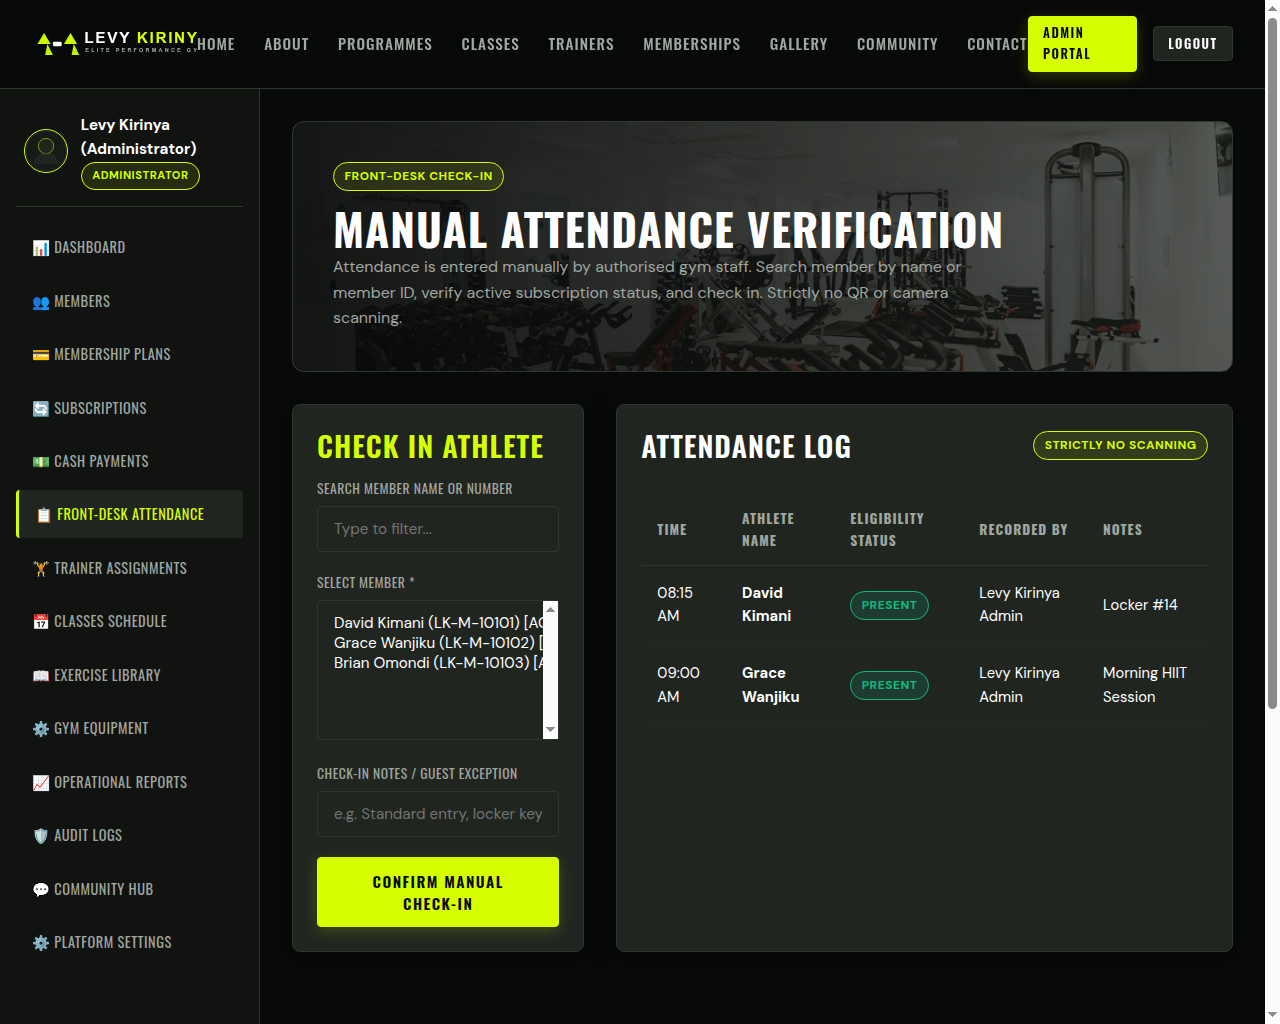 LEVY KIRINY
ELITE PERFORMANCE GY
HOME
ABOUT
PROGRAMMES
CLASSES
TRAINERS
MEMBERSHIPS
GALLERY
COMMUNITY
CONTACT
ADMIN
PORTAL
LOGOUT
Levy Kirinya
(Administrator)
ADMINISTRATOR
DASHBOARD
MEMBERS
MEMBERSHIP PLANS
SUBSCRIPTIONS
CASH PAYMENTS
FRONT-DESK ATTENDANCE
TRAINER ASSIGNMENTS
CLASSES SCHEDULE
EXERCISE LIBRARY
GYM EQUIPMENT
OPERATIONAL REPORTS
AUDIT LOGS
COMMUNITY HUB
PLATFORM SETTINGS
FRONT-DESK CHECK-IN
MANUAL ATTENDANCE VERIFICATION
Attendance is entered manually by authorised gym staff. Search member by name or
member ID, verify active subscription status, and check in. Strictly no QR or camera
scanning.
CHECK IN ATHLETE
SEARCH MEMBER NAME OR NUMBER
Type to filter...
SELECT MEMBER *
David Kimani (LK-M-10101) [AC
Grace Wanjiku (LK-M-10102) [
Brian Omondi (LK-M-10103) [A
CHECK-IN NOTES / GUEST EXCEPTION
e.g. Standard entry, locker key
CONFIRM MANUAL
CHECK-IN
ATTENDANCE LOG
STRICTLY NO SCANNING
TIME
ATHLETE
NAME
ELIGIBILITY
STATUS
RECORDED BY
NOTES
08:15
AM
David
Kimani
PRESENT
Levy Kirinya
Admin
Locker #14
09:00
AM
Grace
Wanjiku
PRESENT
Levy Kirinya
Admin
Morning HIIT
Session